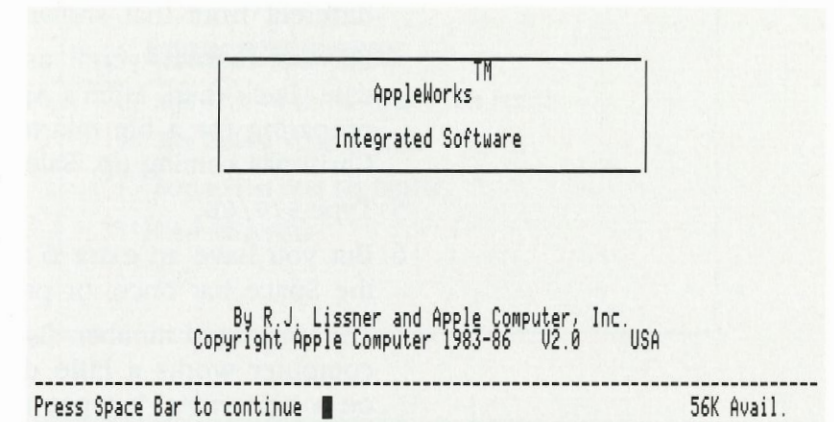 TM
AppleWorks
Integrated Software
By R.J. Lissner and Apple Computer, Inc.
Copyright Apple Computer 1983-86 V2.0 USA
Press Space Bar to continue
56K Avail.